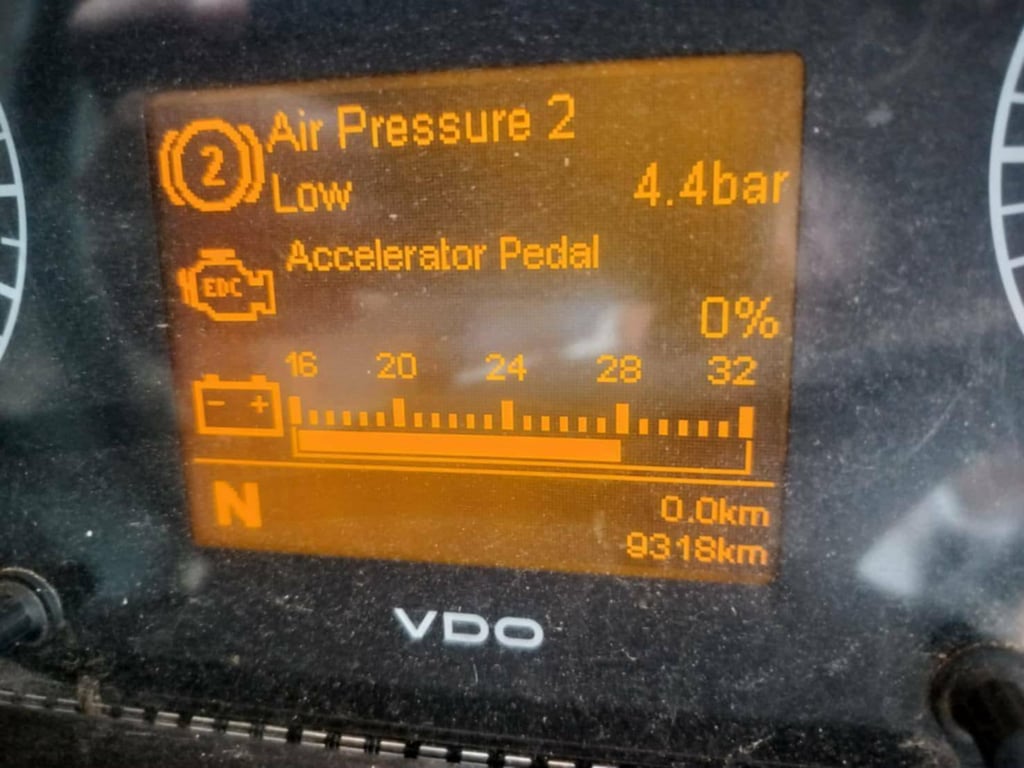 2
Air Pressure 2
Low 4.4bar
EDC
Accelerator Pedal
0%
16 20 24 28 32
- +
N
0.0km
9318km
VDO